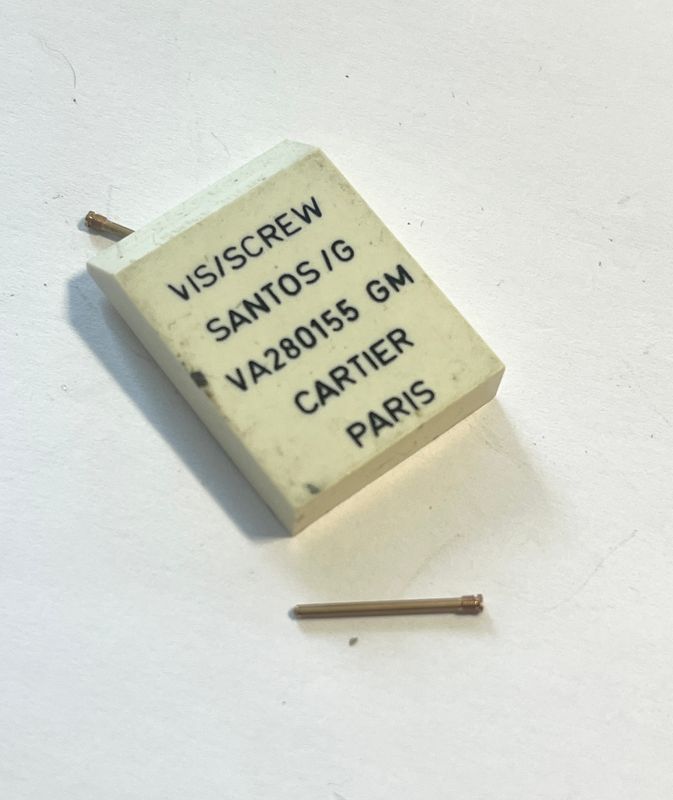 VIS/SCREW
SANTOS/G
VA280155 GM
CARTIER
PARIS